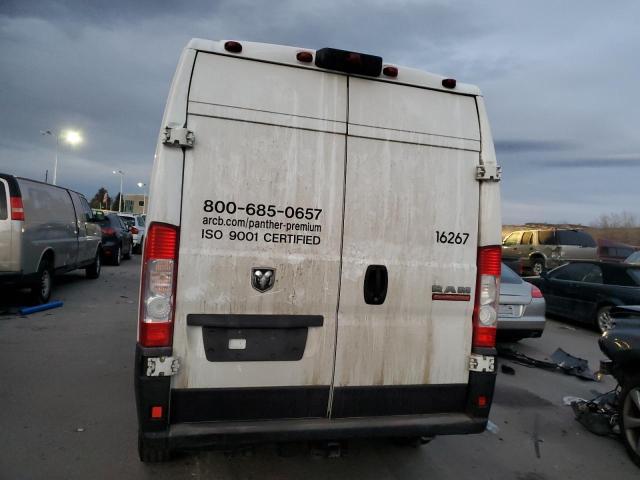 800-685-0657
arcb.com/panther-premium
ISO 9001 CERTIFIED
16267
RAM